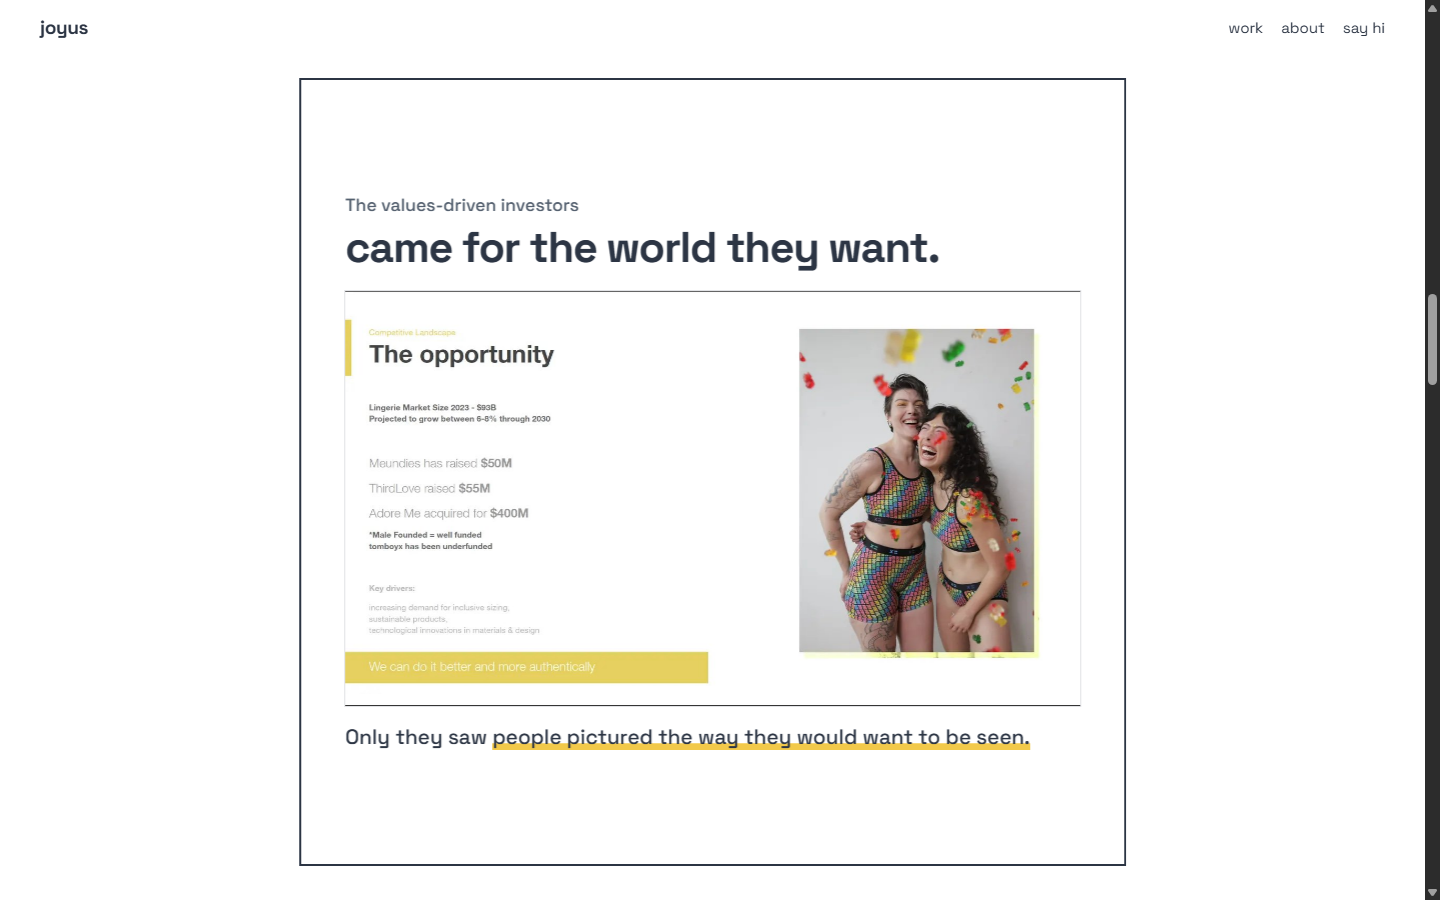 joyus
work about say hi
The values-driven investors
came for the world they want.
Competitive Landscape
The opportunity
Lingerie Market Size 2023 - $93B
Projected to grow between 6-8% through 2030
Meundies has raised $50M
ThirdLove raised $55M
Adore Me acquired for $400M
*Male Founded = well funded
tomboyx has been underfunded
Key drivers:
increasing demand for inclusive sizing,
sustainable products,
technological innovations in materials & design
We can do it better and more authentically
Only they saw people pictured the way they would want to be seen.